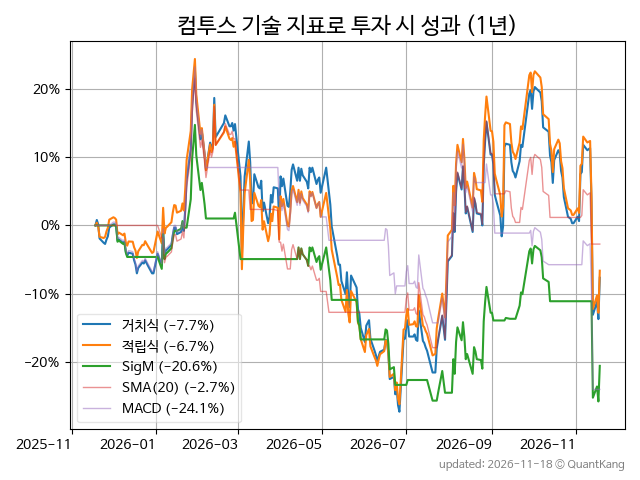 컴투스 기술 지표로 투자 시 성과 (1년)
20%
10%
0%
−10%
−20%
거치식 (−7.7%)
적립식 (−6.7%)
SigM (−20.6%)
SMA(20) (−2.7%)
MACD (−24.1%)
2025-11
2026-01
2026-03
2026-05
2026-07
2026-09
2026-11
updated: 2026-11-18 © QuantKang